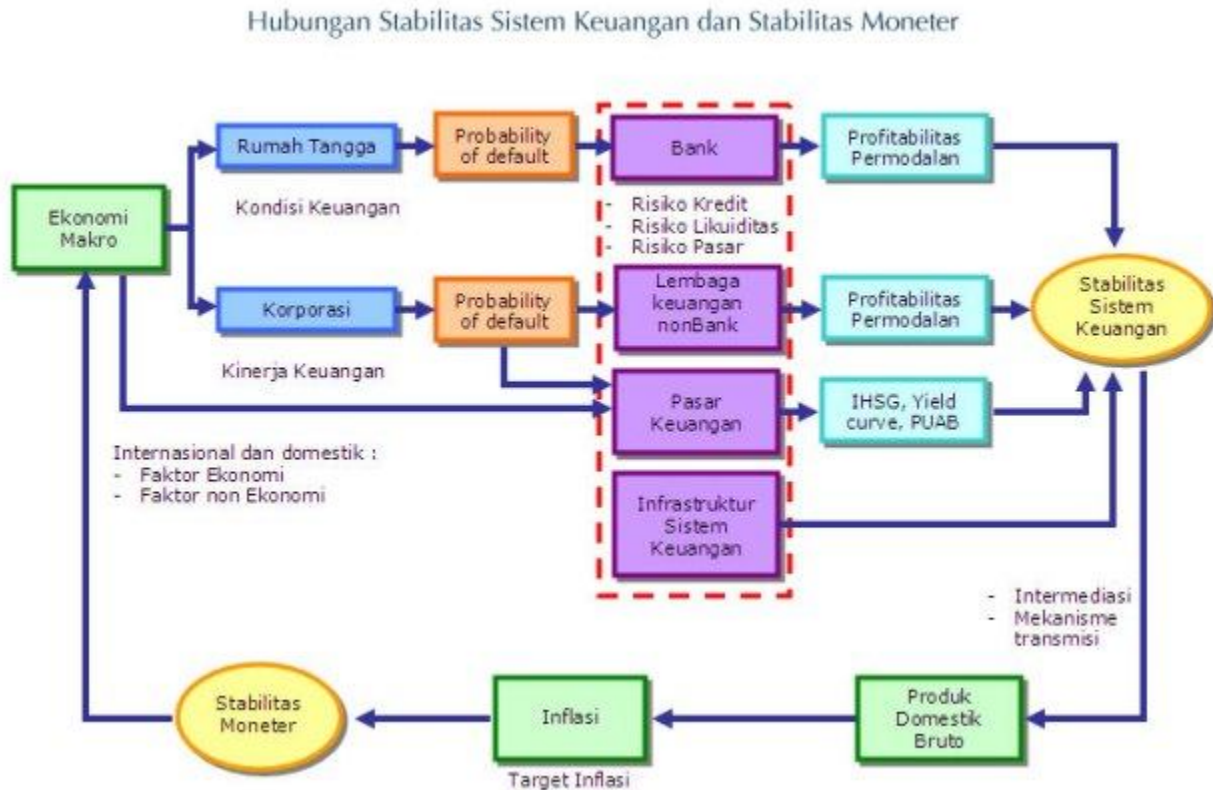 Hubungan Stabilitas Sistem Keuangan dan Stabilitas Moneter
Rumah Tangga
Probability
of default
Bank
Profitabilitas
Permodalan
Kondisi Keuangan
- Risiko Kredit
- Risiko Likuiditas
- Risiko Pasar
Ekonomi
Makro
Korporasi
Probability
of default
Lembaga
keuangan
nonBank
Profitabilitas
Permodalan
Stabilitas
Sistem
Keuangan
Kinerja Keuangan
Pasar
Keuangan
IHSG, Yield
curve, PUAB
Internasional dan domestik :
- Faktor Ekonomi
- Faktor non Ekonomi
Infrastruktur
Sistem
Keuangan
- Intermediasi
- Mekanisme
transmisi
Stabilitas
Moneter
Inflasi
Produk
Domestik
Bruto
Target Inflasi